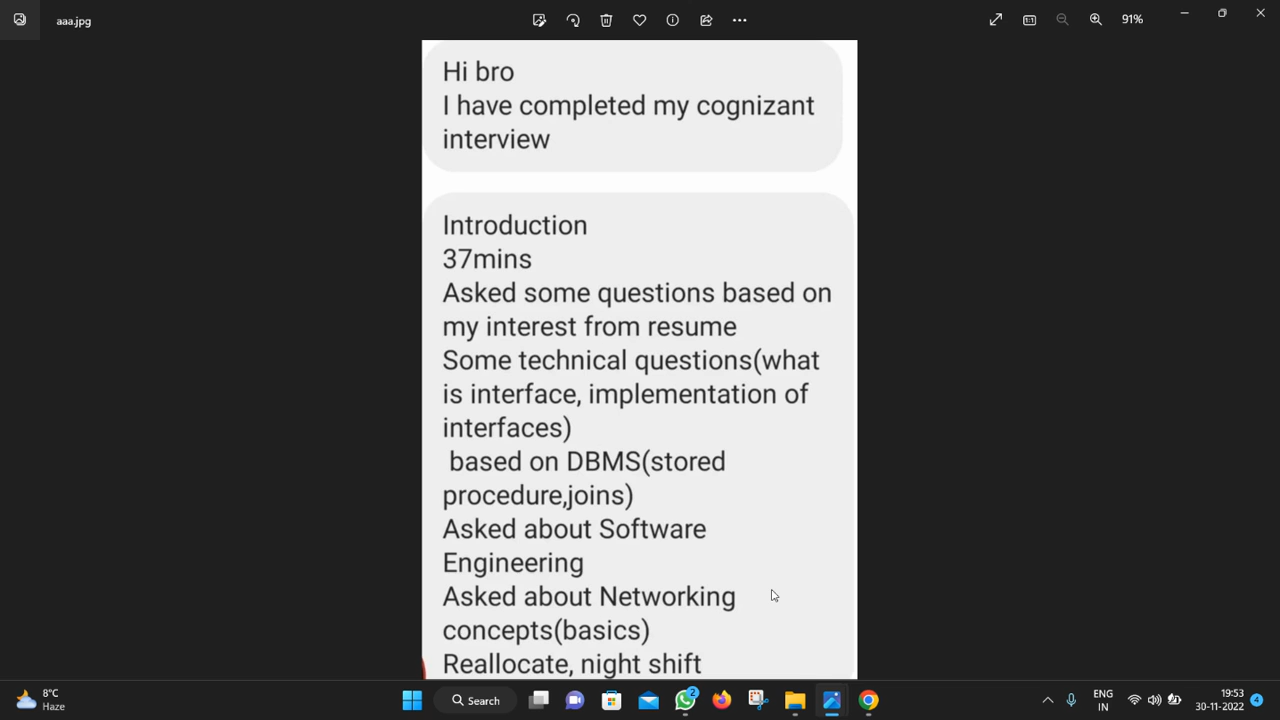 aaa.jpg
91%
Hi bro
I have completed my cognizant
interview
Introduction
37mins
Asked some questions based on
my interest from resume
Some technical questions(what
is interface, implementation of
interfaces)
based on DBMS(stored
procedure,joins)
Asked about Software
Engineering
Asked about Networking
concepts(basics)
Reallocate, night shift
8°C
Haze
Search
2
ENG
IN
19:53
30-11-2022
4